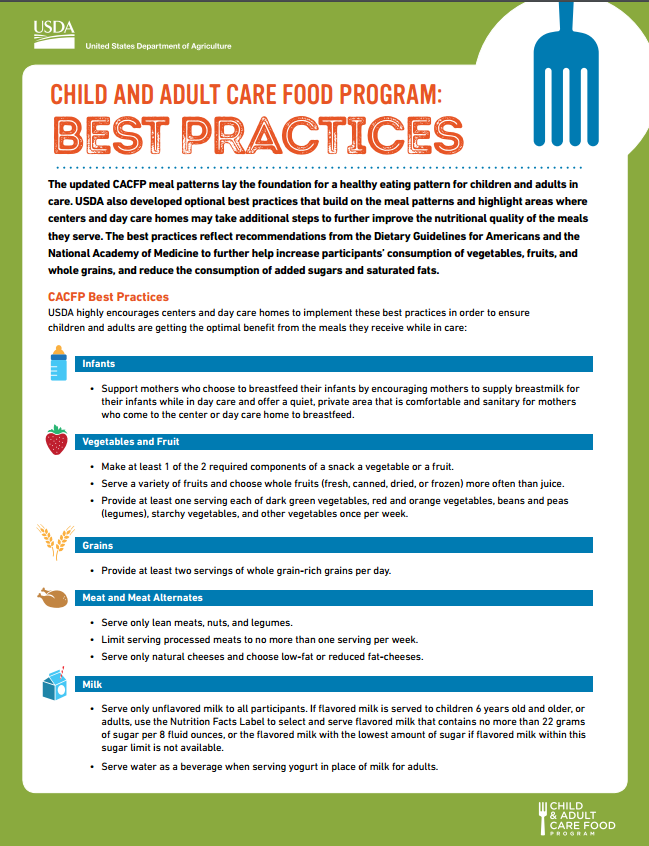 USDA
United States Department of Agriculture
CHILD AND ADULT CARE FOOD PROGRAM:
BEST PRACTICES
The updated CACFP meal patterns lay the foundation for a healthy eating pattern for children and adults in
care. USDA also developed optional best practices that build on the meal patterns and highlight areas where
centers and day care homes may take additional steps to further improve the nutritional quality of the meals
they serve. The best practices reflect recommendations from the Dietary Guidelines for Americans and the
National Academy of Medicine to further help increase participants' consumption of vegetables, fruits, and
whole grains, and reduce the consumption of added sugars and saturated fats.
CACFP Best Practices
USDA highly encourages centers and day care homes to implement these best practices in order to ensure
children and adults are getting the optimal benefit from the meals they receive while in care:
Infants
• Support mothers who choose to breastfeed their infants by encouraging mothers to supply breastmilk for
their infants while in day care and offer a quiet, private area that is comfortable and sanitary for mothers
who come to the center or day care home to breastfeed.
Vegetables and Fruit
• Make at least 1 of the 2 required components of a snack a vegetable or a fruit.
• Serve a variety of fruits and choose whole fruits (fresh, canned, dried, or frozen) more often than juice.
• Provide at least one serving each of dark green vegetables, red and orange vegetables, beans and peas
(legumes), starchy vegetables, and other vegetables once per week.
Grains
• Provide at least two servings of whole grain-rich grains per day.
Meat and Meat Alternates
• Serve only lean meats, nuts, and legumes.
• Limit serving processed meats to no more than one serving per week.
• Serve only natural cheeses and choose low-fat or reduced fat-cheeses.
Milk
• Serve only unflavored milk to all participants. If flavored milk is served to children 6 years old and older, or
adults, use the Nutrition Facts Label to select and serve flavored milk that contains no more than 22 grams
of sugar per 8 fluid ounces, or the flavored milk with the lowest amount of sugar if flavored milk within this
sugar limit is not available.
• Serve water as a beverage when serving yogurt in place of milk for adults.
CHILD
& ADULT
CARE FOOD
PROGRAM